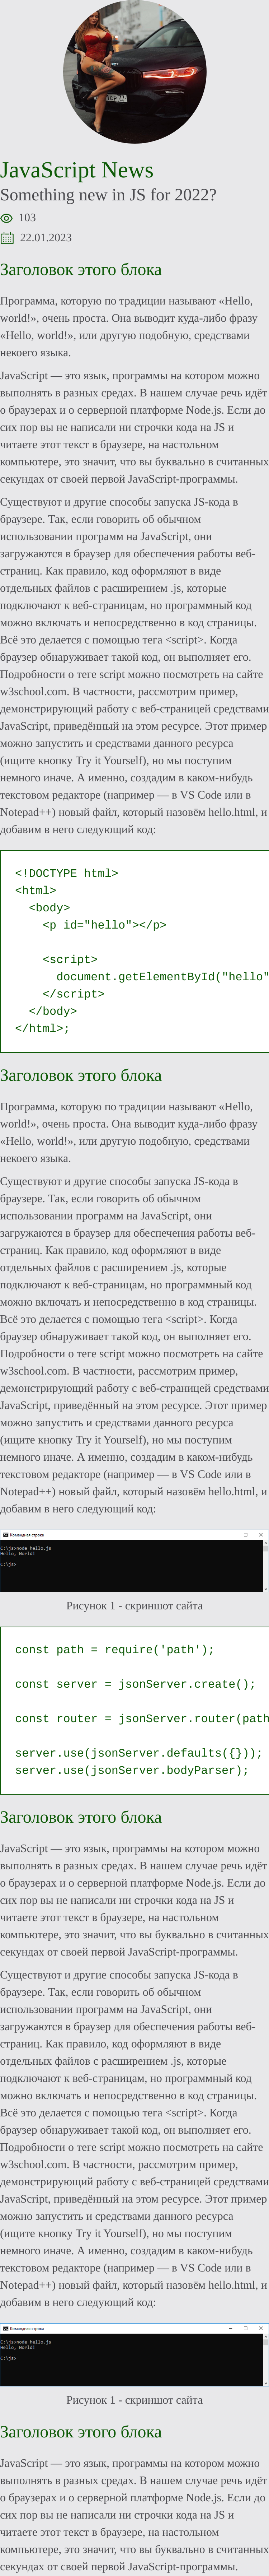 JavaScript News
Something new in JS for 2022?
103
22.01.2023
Заголовок этого блока
Программа, которую по традиции называют «Hello,
world!», очень проста. Она выводит куда-либо фразу
«Hello, world!», или другую подобную, средствами
некоего языка.
JavaScript — это язык, программы на котором можно
выполнять в разных средах. В нашем случае речь идёт
о браузерах и о серверной платформе Node.js. Если до
сих пор вы не написали ни строчки кода на JS и
читаете этот текст в браузере, на настольном
компьютере, это значит, что вы буквально в считанных
секундах от своей первой JavaScript-программы.
Существуют и другие способы запуска JS-кода в
браузере. Так, если говорить об обычном
использовании программ на JavaScript, они
загружаются в браузер для обеспечения работы веб-
страниц. Как правило, код оформляют в виде
отдельных файлов с расширением .js, которые
подключают к веб-страницам, но программный код
можно включать и непосредственно в код страницы.
Всё это делается с помощью тега <script>. Когда
браузер обнаруживает такой код, он выполняет его.
Подробности о теге script можно посмотреть на сайте
w3school.com. В частности, рассмотрим пример,
демонстрирующий работу с веб-страницей средствами
JavaScript, приведённый на этом ресурсе. Этот пример
можно запустить и средствами данного ресурса
(ищите кнопку Try it Yourself), но мы поступим
немного иначе. А именно, создадим в каком-нибудь
текстовом редакторе (например — в VS Code или в
Notepad++) новый файл, который назовём hello.html, и
добавим в него следующий код:
<!DOCTYPE html>
<html>
<body>
<p id="hello"></p>
<script>
document.getElementById("hello"
</script>
</body>
</html>;
Заголовок этого блока
Программа, которую по традиции называют «Hello,
world!», очень проста. Она выводит куда-либо фразу
«Hello, world!», или другую подобную, средствами
некоего языка.
Существуют и другие способы запуска JS-кода в
браузере. Так, если говорить об обычном
использовании программ на JavaScript, они
загружаются в браузер для обеспечения работы веб-
страниц. Как правило, код оформляют в виде
отдельных файлов с расширением .js, которые
подключают к веб-страницам, но программный код
можно включать и непосредственно в код страницы.
Всё это делается с помощью тега <script>. Когда
браузер обнаруживает такой код, он выполняет его.
Подробности о теге script можно посмотреть на сайте
w3school.com. В частности, рассмотрим пример,
демонстрирующий работу с веб-страницей средствами
JavaScript, приведённый на этом ресурсе. Этот пример
можно запустить и средствами данного ресурса
(ищите кнопку Try it Yourself), но мы поступим
немного иначе. А именно, создадим в каком-нибудь
текстовом редакторе (например — в VS Code или в
Notepad++) новый файл, который назовём hello.html, и
добавим в него следующий код:
Командная строка
C:\js>node hello.js
Hello, World!
C:\js>
Рисунок 1 - скриншот сайта
const path = require('path');
const server = jsonServer.create();
const router = jsonServer.router(path
server.use(jsonServer.defaults({}));
server.use(jsonServer.bodyParser);
Заголовок этого блока
JavaScript — это язык, программы на котором можно
выполнять в разных средах. В нашем случае речь идёт
о браузерах и о серверной платформе Node.js. Если до
сих пор вы не написали ни строчки кода на JS и
читаете этот текст в браузере, на настольном
компьютере, это значит, что вы буквально в считанных
секундах от своей первой JavaScript-программы.
Существуют и другие способы запуска JS-кода в
браузере. Так, если говорить об обычном
использовании программ на JavaScript, они
загружаются в браузер для обеспечения работы веб-
страниц. Как правило, код оформляют в виде
отдельных файлов с расширением .js, которые
подключают к веб-страницам, но программный код
можно включать и непосредственно в код страницы.
Всё это делается с помощью тега <script>. Когда
браузер обнаруживает такой код, он выполняет его.
Подробности о теге script можно посмотреть на сайте
w3school.com. В частности, рассмотрим пример,
демонстрирующий работу с веб-страницей средствами
JavaScript, приведённый на этом ресурсе. Этот пример
можно запустить и средствами данного ресурса
(ищите кнопку Try it Yourself), но мы поступим
немного иначе. А именно, создадим в каком-нибудь
текстовом редакторе (например — в VS Code или в
Notepad++) новый файл, который назовём hello.html, и
добавим в него следующий код:
Командная строка
C:\js>node hello.js
Hello, World!
C:\js>
Рисунок 1 - скриншот сайта
Заголовок этого блока
JavaScript — это язык, программы на котором можно
выполнять в разных средах. В нашем случае речь идёт
о браузерах и о серверной платформе Node.js. Если до
сих пор вы не написали ни строчки кода на JS и
читаете этот текст в браузере, на настольном
компьютере, это значит, что вы буквально в считанных
секундах от своей первой JavaScript-программы.